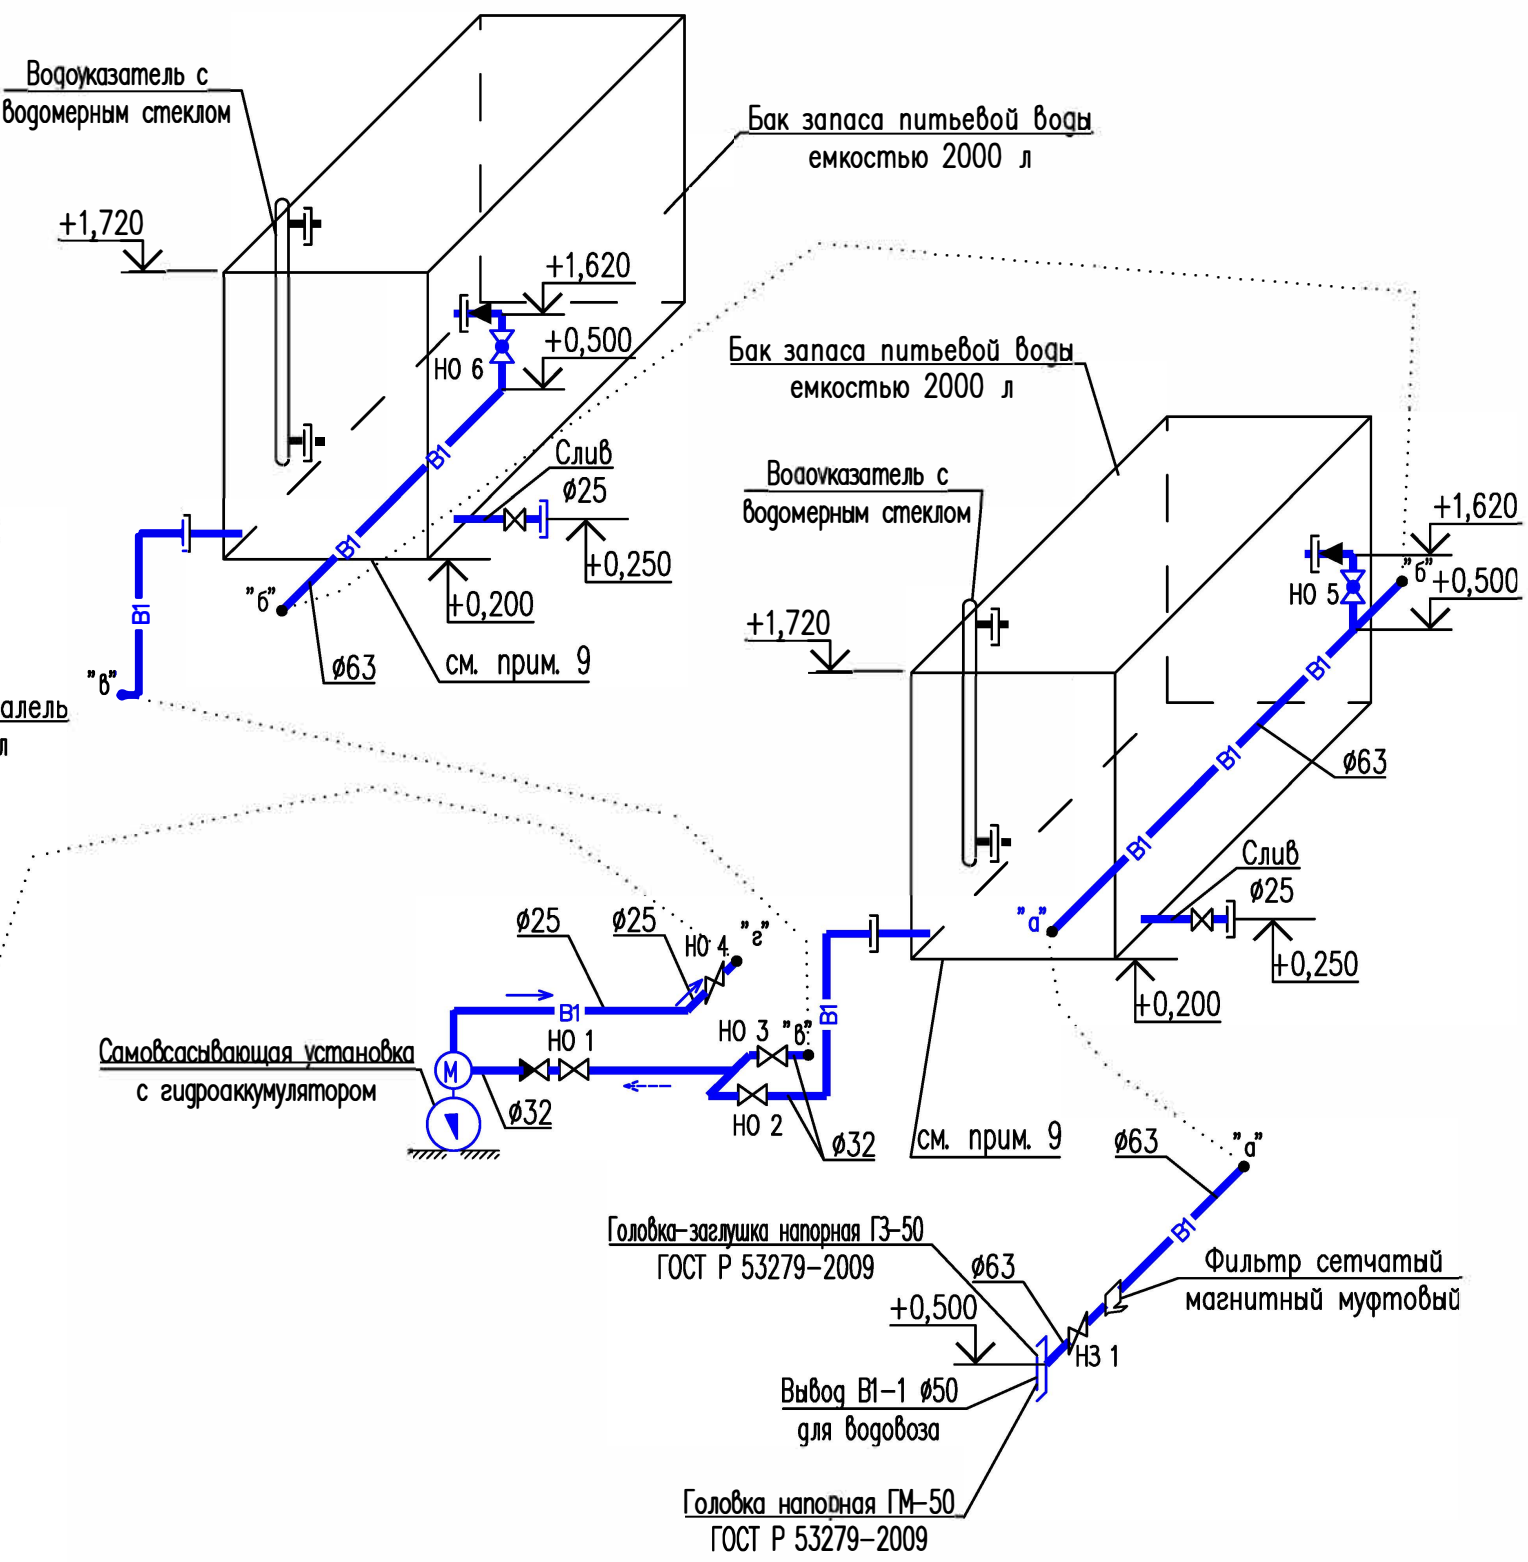 Водоуказатель с
водомерным стеклом
Бак запаса питьевой воды
емкостью 2000 л
+1,720
+1,620
+0,500
НО 6
В1
Слив
ø25
+0,250
+0,200
В1
"б"
В1
ø63
см. прим. 9
"в"
алель
л
Бак запаса питьевой воды
емкостью 2000 л
Водоуказатель с
водомерным стеклом
+1,720
+1,620
"б"
+0,500
НО 5
В1
ø63
В1
В1
Слив
ø25
+0,250
+0,200
"а"
ø25
ø25
НО 4
"г"
В1
В1
НО 1
НО 3
"в"
Самовсасывающая установка
с гидроаккумулятором
М
ø32
НО 2
ø32
см. прим. 9
ø63
"а"
В1
Головка-заглушка напорная ГЗ-50
ГОСТ Р 53279-2009
ø63
Фильтр сетчатый
магнитный муфтовый
+0,500
НЗ 1
Вывод В1-1 ø50
для водовоза
Головка напорная ГМ-50
ГОСТ Р 53279-2009